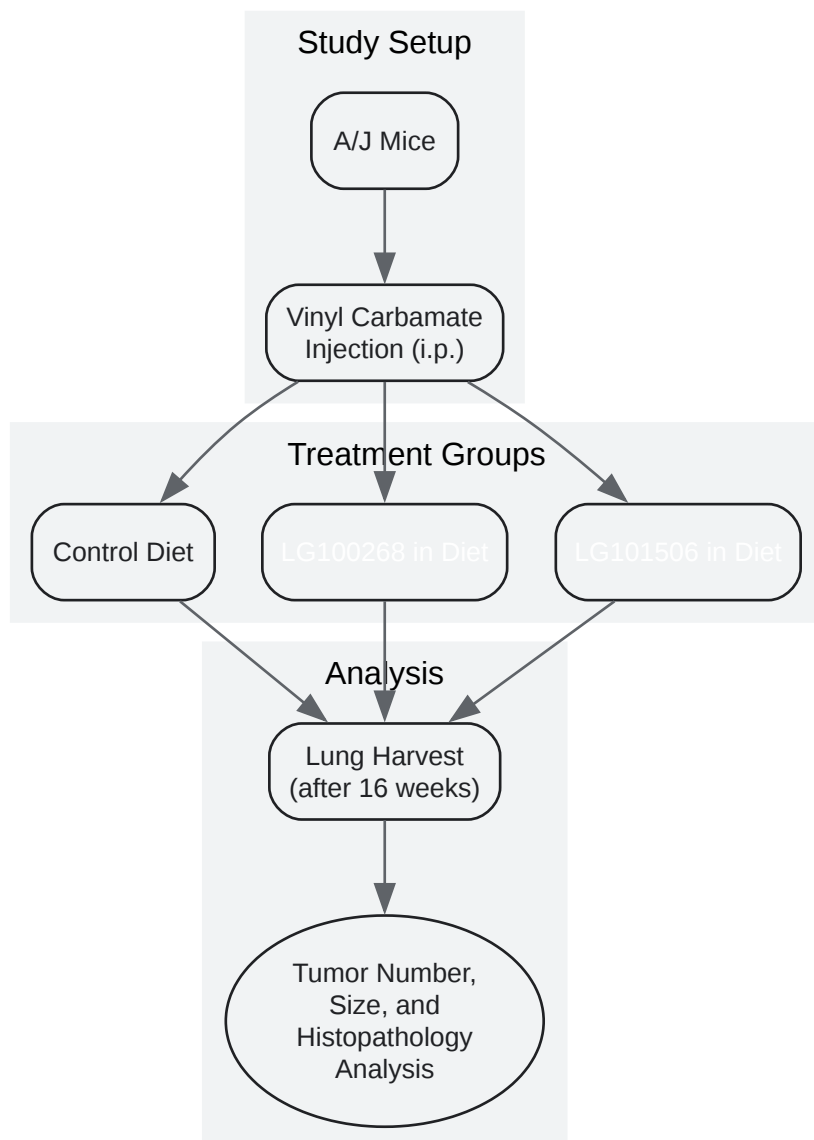 Study Setup
A/J Mice
Vinyl Carbamate
Injection (i.p.)
Treatment Groups
Control Diet
LG100268 in Diet
LG101506 in Diet
Analysis
Lung Harvest
(after 16 weeks)
Tumor Number,
Size, and
Histopathology
Analysis